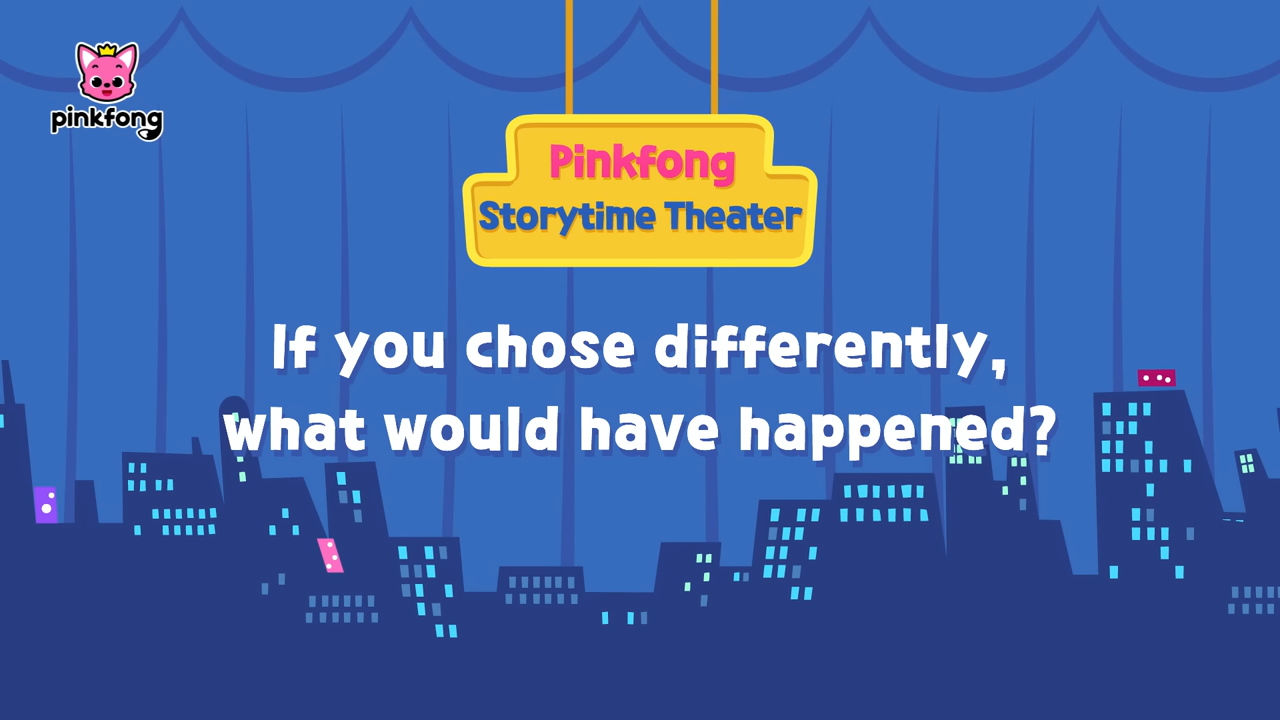 pinkfong
Pinkfong
Storytime Theater
If you chose differently,
what would have happened?